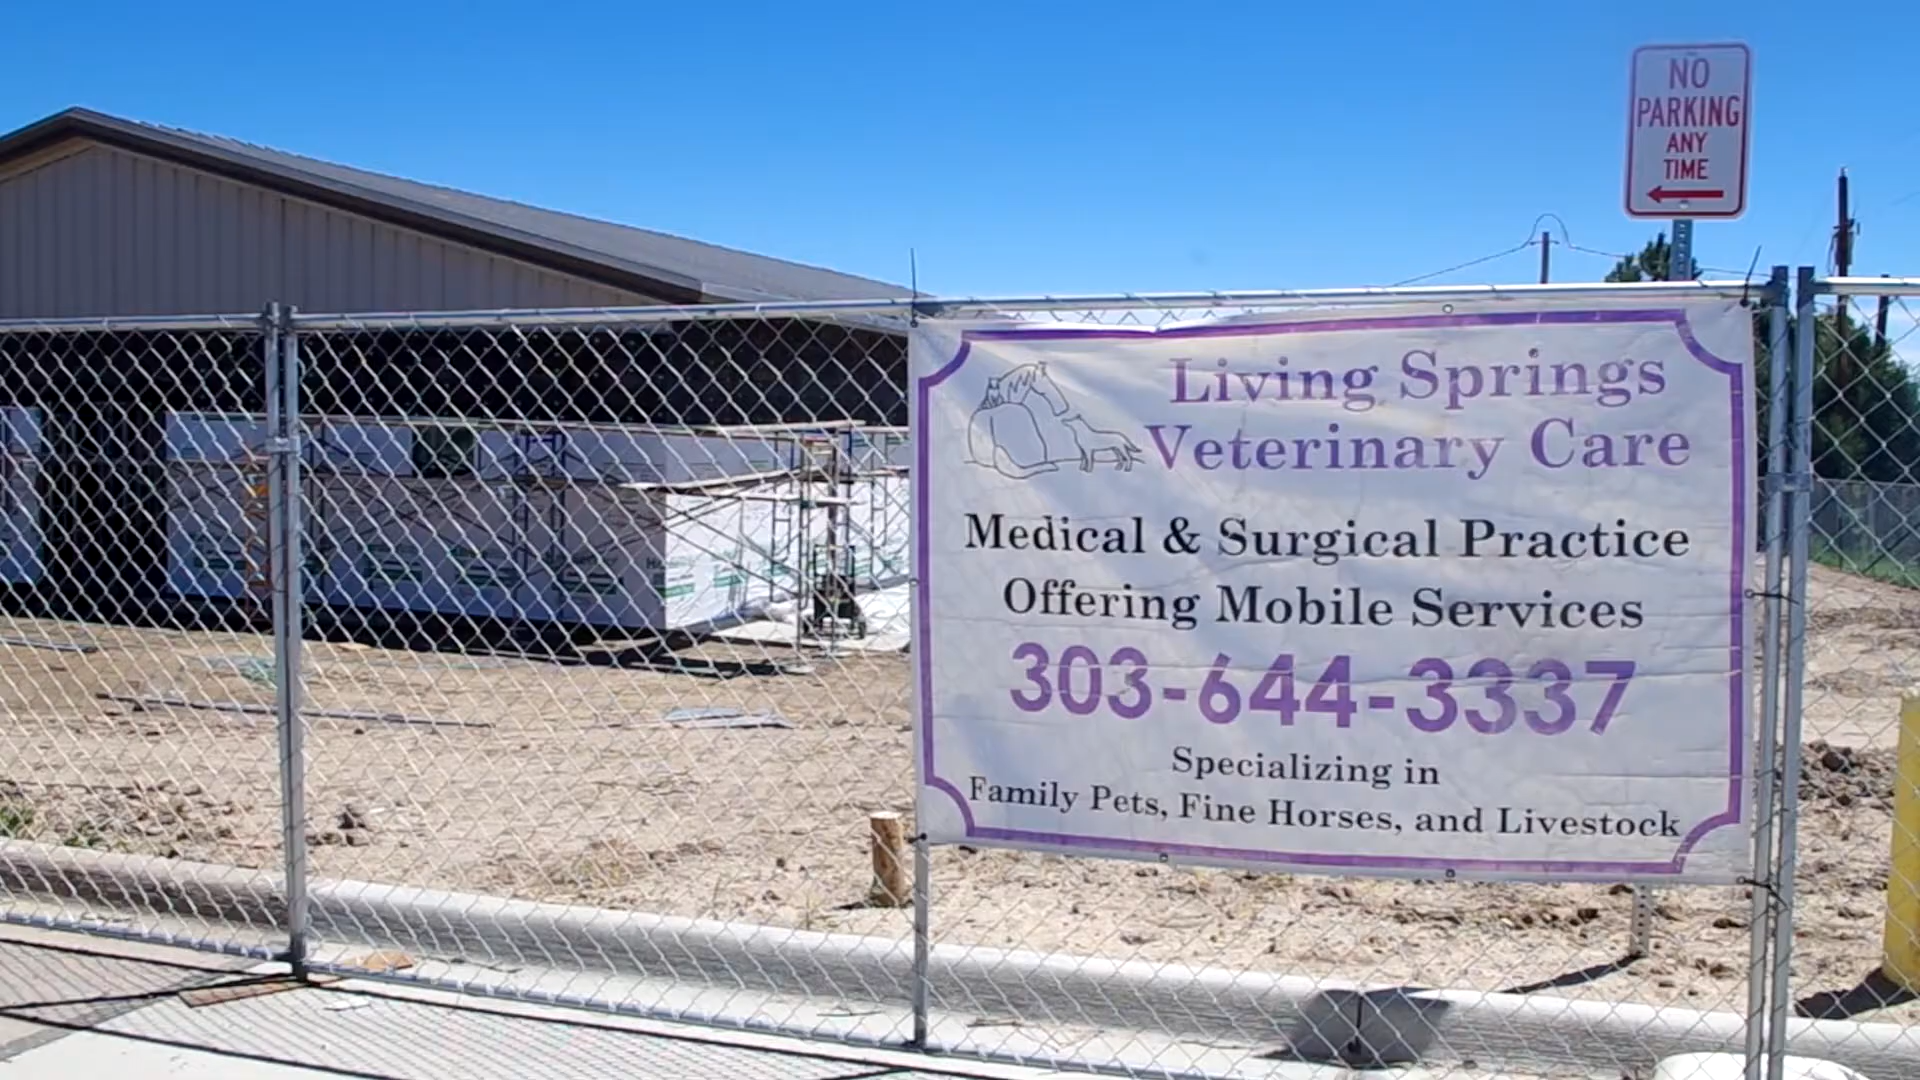 NO
PARKING
ANY
TIME
Living Springs
Veterinary Care
Medical & Surgical Practice
Offering Mobile Services
303-644-3337
Specializing in
Family Pets, Fine Horses, and Livestock